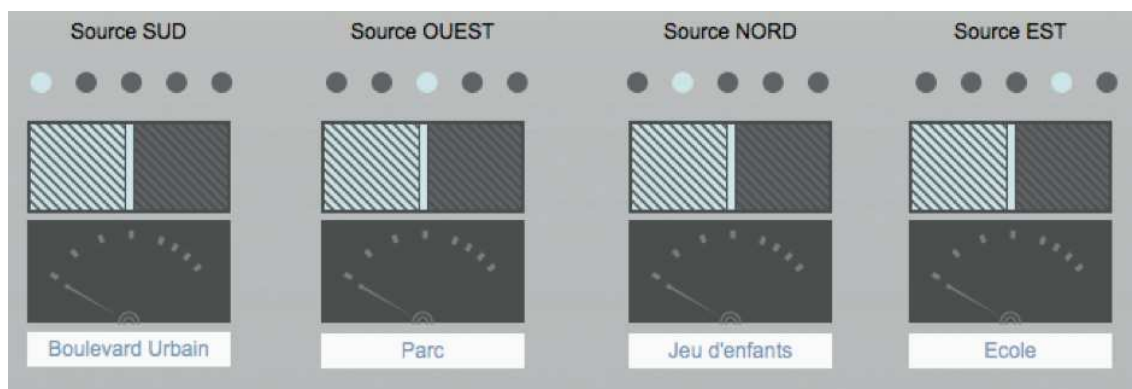 Source SUD
Source OUEST
Source NORD
Source EST
Boulevard Urbain
Parc
Jeu d'enfants
Ecole